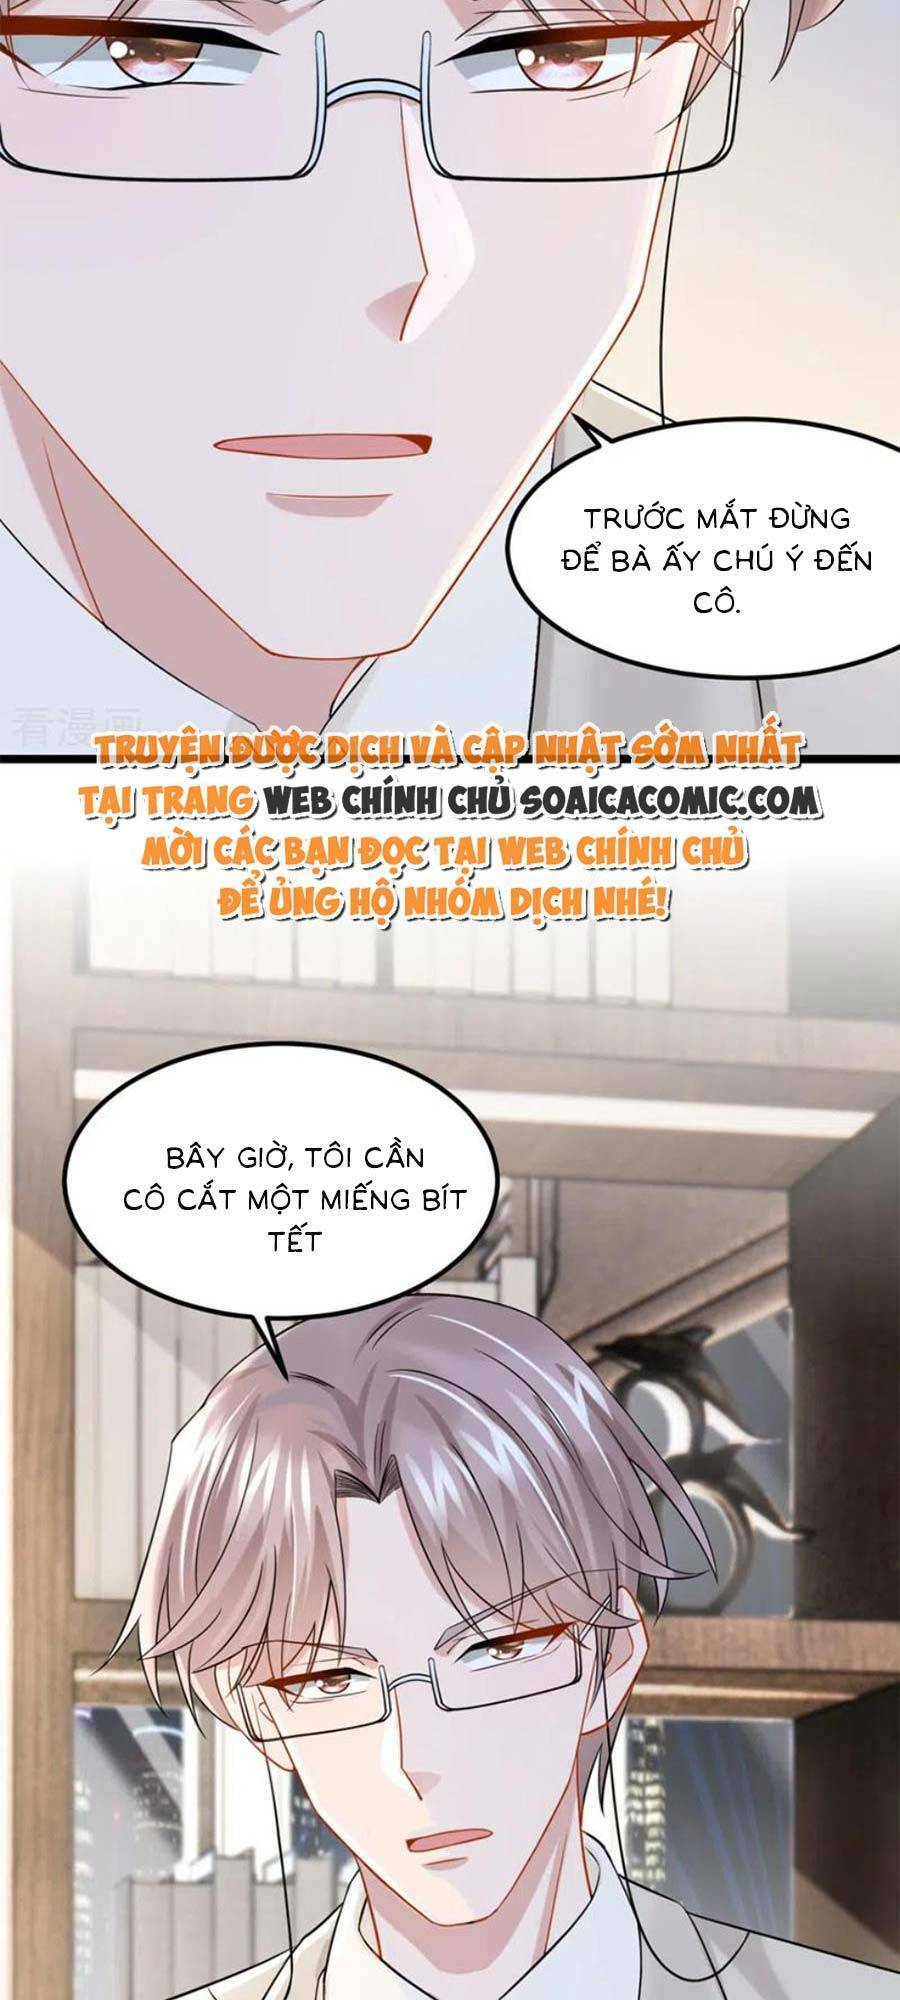 TRƯỚC MẮT ĐỪNG
ĐỂ BÀ ẤY CHÚ Ý ĐẾN
CÔ.
看漫画
TRUYỆN ĐƯỢC DỊCH VÀ CẬP NHẬT SỚM NHẤT
TẠI TRANG WEB CHÍNH CHỦ SOAICACOMIC.COM
MỜI CÁC BẠN ĐỌC TẠI WEB CHÍNH CHỦ
ĐỂ ỦNG HỘ NHÓM DỊCH NHÉ!
BÂY GIỜ, TÔI CẦN
CÔ CẮT MỘT MIẾNG BÍT
TẾT